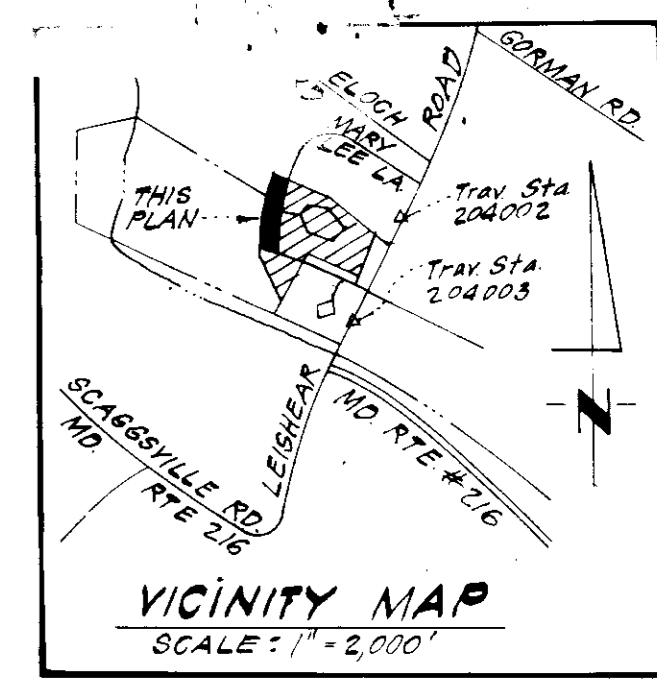 GORMAN RD.
ROAD
ELOCH
MARY
LEE LA.
THIS
PLAN
Trav. Sta.
204002
Trav. Sta.
204003
LEISHEAR
SCAGGSVILLE RD.
MD. RTE 216
MD. RTE # 216
N
VICINITY MAP
SCALE: 1" = 2,000'